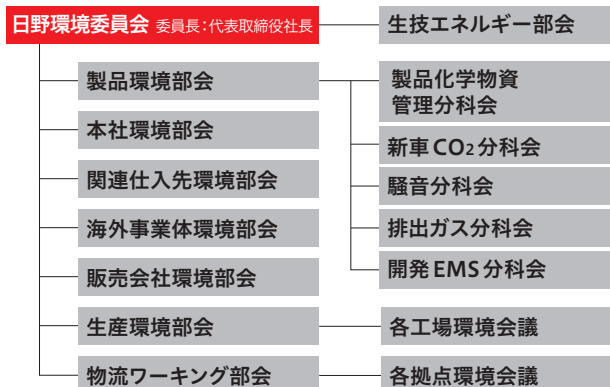 日野環境委員会 委員長：代表取締役社長
生技エネルギー部会
製品環境部会
製品化学物資
管理分科会
新車CO2分科会
騒音分科会
排出ガス分科会
開発EMS分科会
本社環境部会
関連仕入先環境部会
海外事業体環境部会
販売会社環境部会
生産環境部会
各工場環境会議
物流ワーキング部会
各拠点環境会議